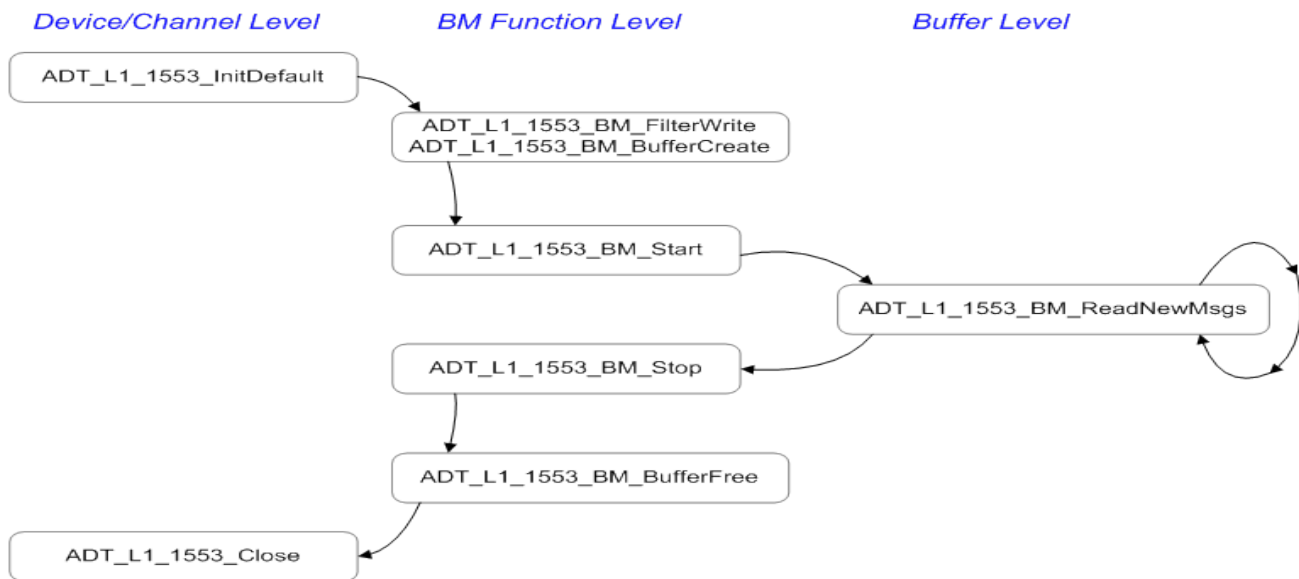 Device/Channel Level
BM Function Level
Buffer Level
ADT_L1_1553_InitDefault
ADT_L1_1553_BM_FilterWrite
ADT_L1_1553_BM_BufferCreate
ADT_L1_1553_BM_Start
ADT_L1_1553_BM_ReadNewMsgs
ADT_L1_1553_BM_Stop
ADT_L1_1553_BM_BufferFree
ADT_L1_1553_Close